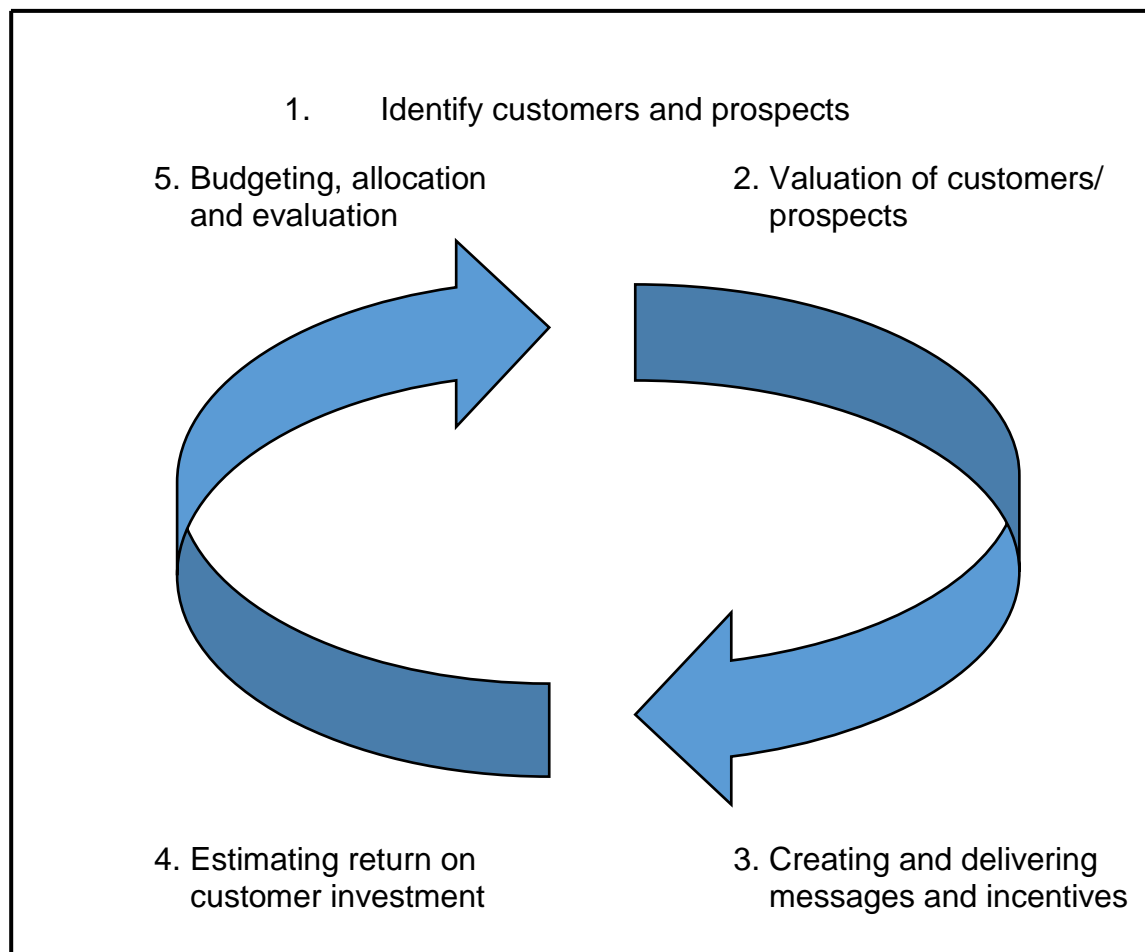 1. Identify customers and prospects
5. Budgeting, allocation
and evaluation
2. Valuation of customers/
prospects
4. Estimating return on
customer investment
3. Creating and delivering
messages and incentives